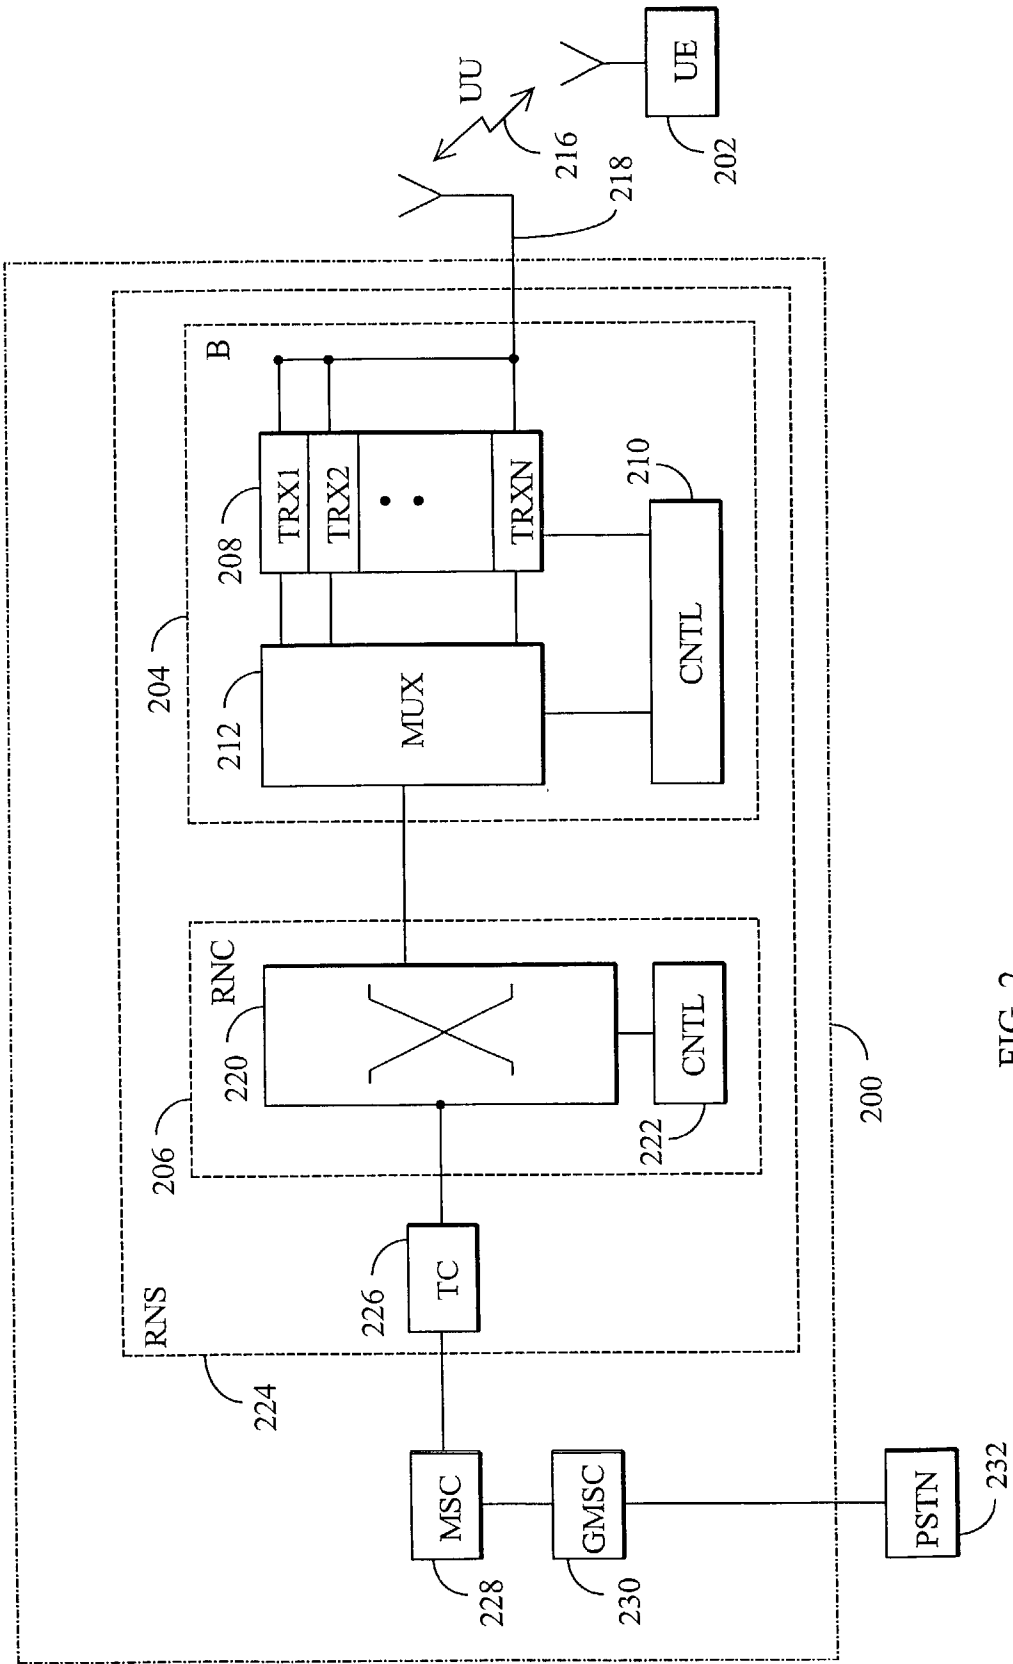 RNS
224
RNC
206
220
B
204
212
208
TRX1
TRX2
TRXN
MUX
CNTL
210
CNTL
222
TC
226
MSC
228
GMSC
230
PSTN
232
200
218
216
UU
UE
202
FIG. 2